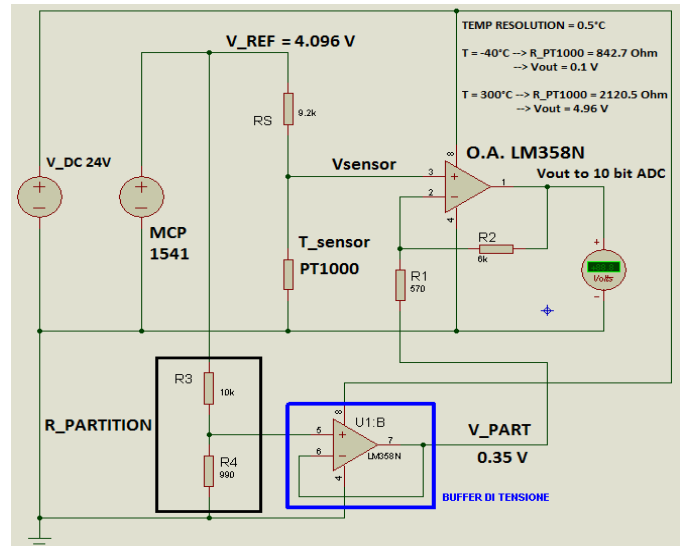 V_REF = 4.096 V
TEMP RESOLUTION = 0.5°C
T = -40°C --> R_PT1000 = 842.7 Ohm
--> Vout = 0.1 V
T = 300°C --> R_PT1000 = 2120.5 Ohm
--> Vout = 4.96 V
RS
9.2k
V_DC 24V
Vsensor
O.A. LM358N
Vout to 10 bit ADC
8
3
2
1
4
MCP
1541
T_sensor
PT1000
R2
6k
R1
570
Volts
R_PARTITION
R3
10k
R4
990
8
U1:B
5
6
7
LM358N
4
V_PART
0.35 V
BUFFER DI TENSIONE